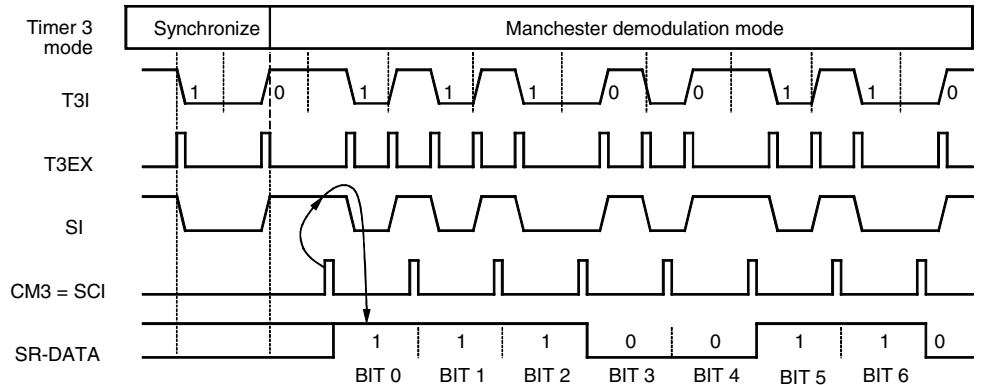 Timer 3
mode
Synchronize
Manchester demodulation mode
T3I
1 0 1 1 1 0 0 1 1 0
T3EX
SI
CM3 = SCI
SR-DATA
1 1 1 0 0 1 1 0
BIT 0 BIT 1 BIT 2 BIT 3 BIT 4 BIT 5 BIT 6